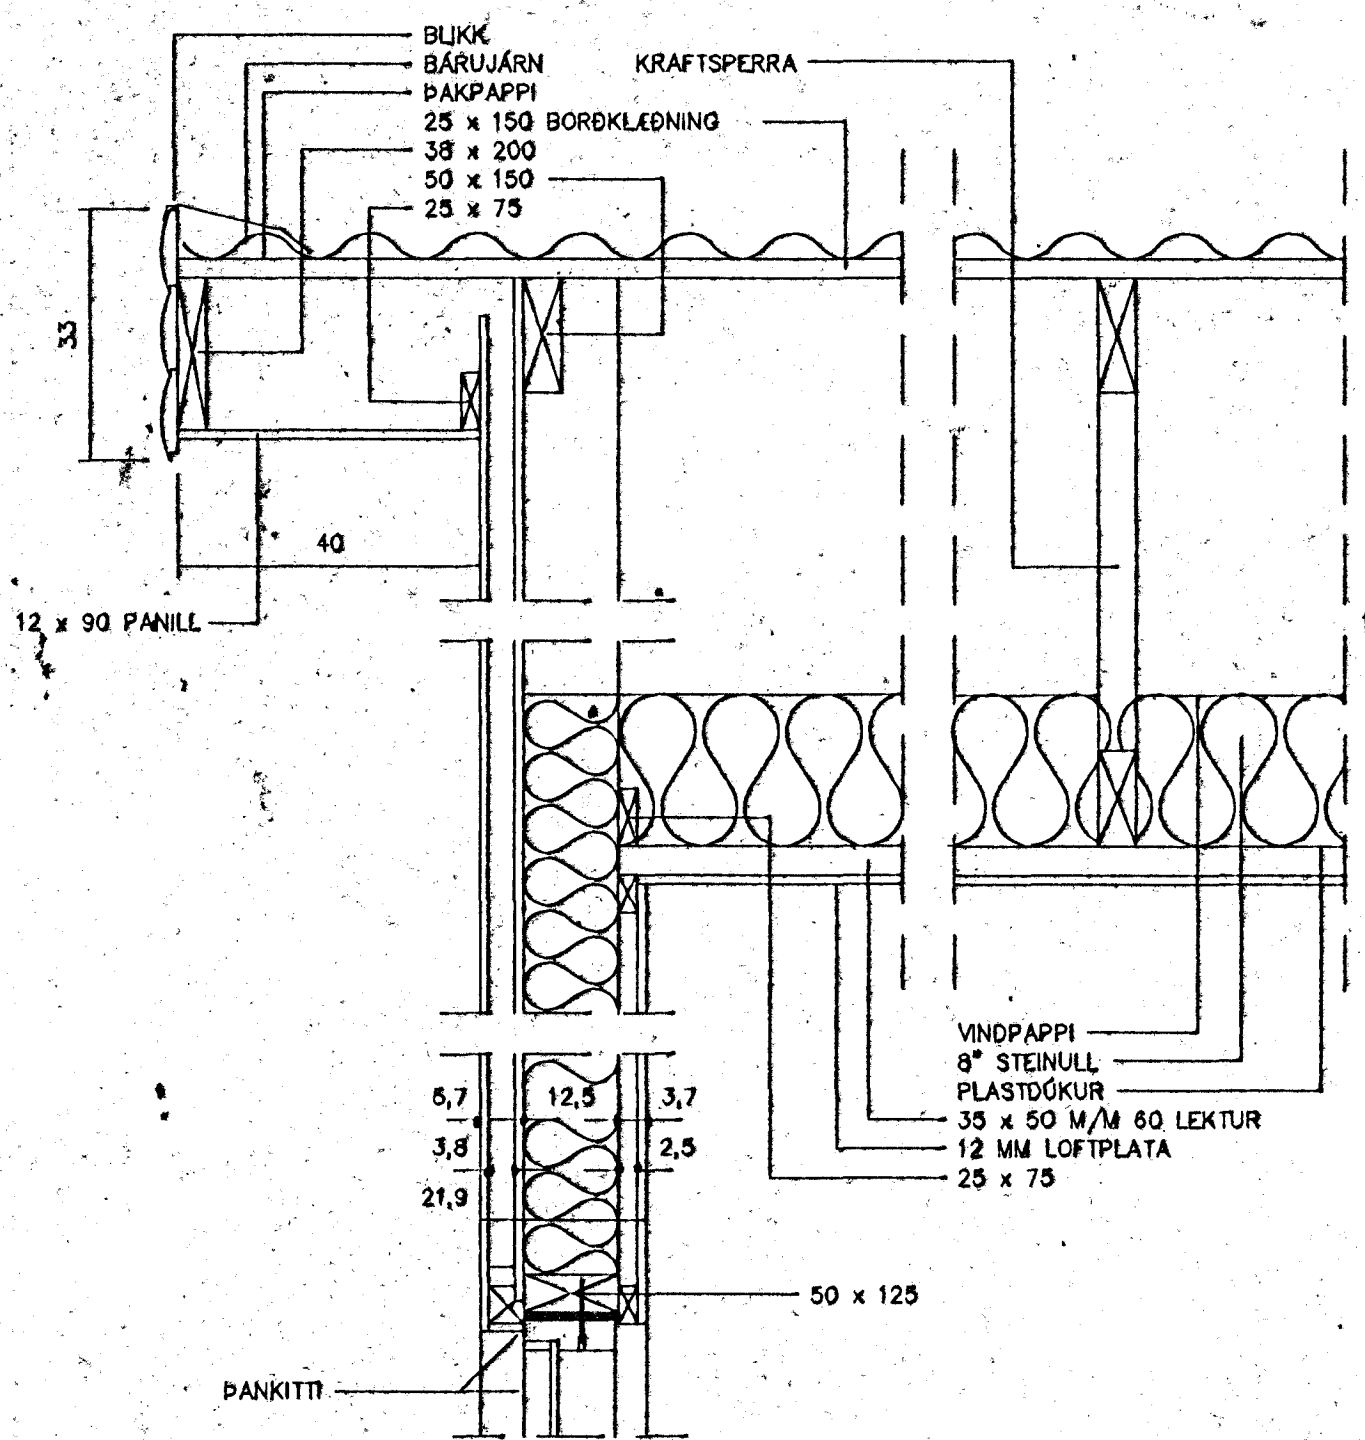 BLIKK
BÁRUJÁRN
KRAFTSPERRA
ÞAKPAPPI
25 x 150 BORÐKLÆÐNING
38 x 200
50 x 150
25 x 75
33
40
12 x 90 PANILL
VINDPAPPI
8" STEINULL
PLASTDÚKUR
35 x 50 M/M 60 LEKTUR
12 MM LOFTPLATA
25 x 75
5,7
12,5
3,7
3,8
2,5
21,9
50 x 125
ÞANKITTI